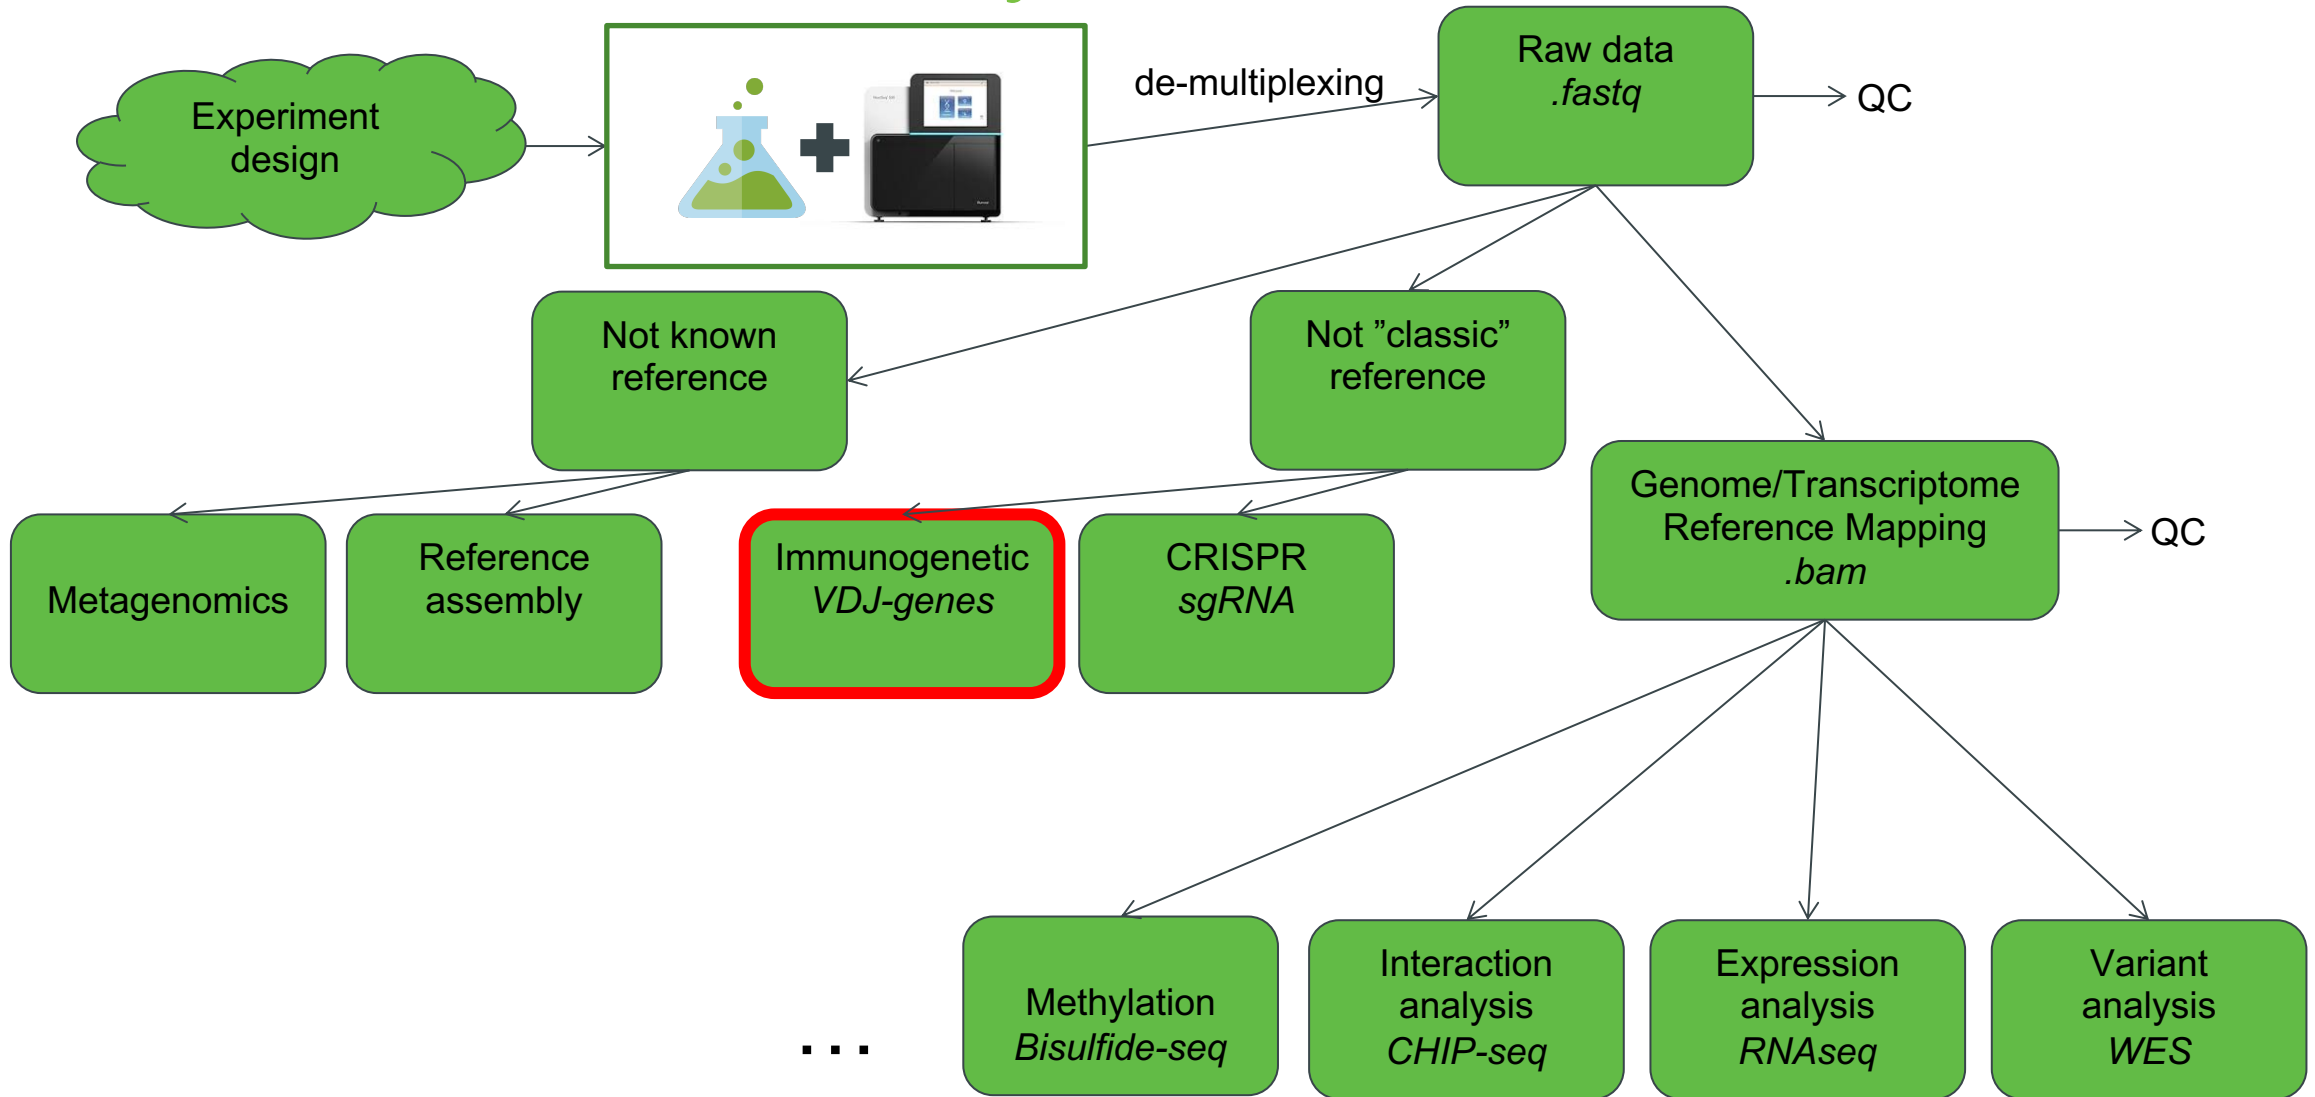 Experiment
design
de-multiplexing
Raw data
.fastq
QC
Not known
reference
Not ”classic”
reference
Genome/Transcriptome
Reference Mapping
.bam
QC
Metagenomics
Reference
assembly
Immunogenetic
VDJ-genes
CRISPR
sgRNA
...
Methylation
Bisulfide-seq
Interaction
analysis
CHIP-seq
Expression
analysis
RNAseq
Variant
analysis
WES